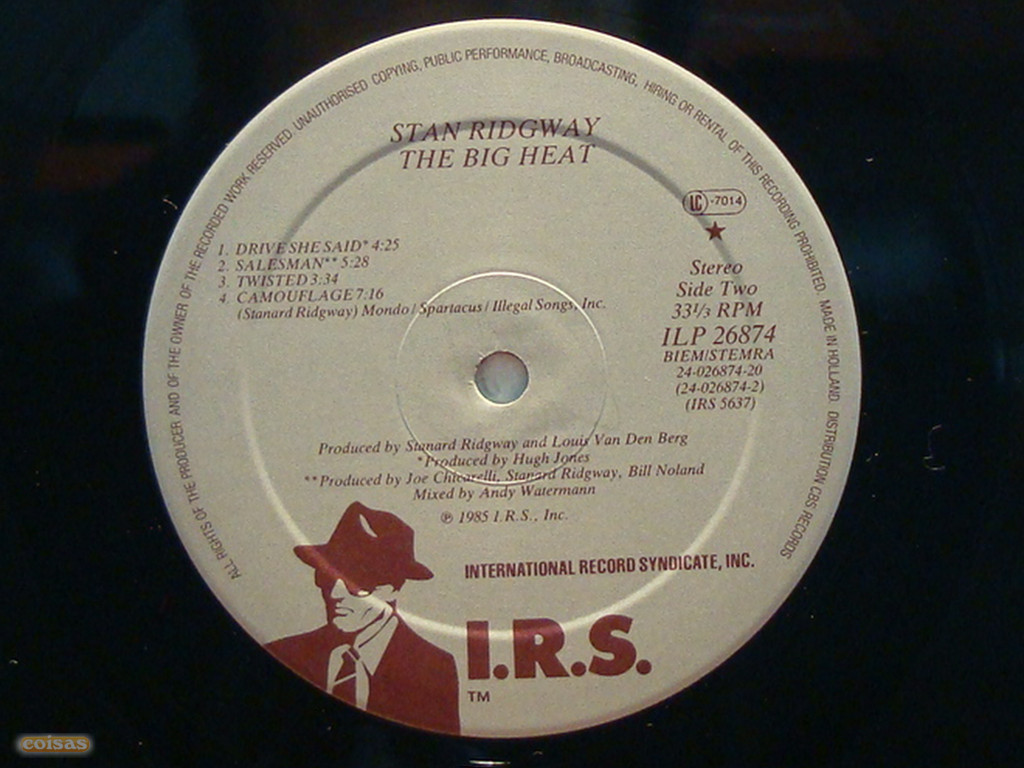 ALL RIGHTS OF THE PRODUCER AND OF THE OWNER OF THE RECORDED WORK RESERVED. UNAUTHORISED COPYING, PUBLIC PERFORMANCE, BROADCASTING, HIRING OR RENTAL OF THIS RECORDING PROHIBITED. MADE IN HOLLAND. DISTRIBUTION CBS RECORDS
STAN RIDGWAY
THE BIG HEAT
LC -7014
1. DRIVE SHE SAID* 4:25
2. SALESMAN** 5:28
3. TWISTED 3:34
4. CAMOUFLAGE 7:16
(Stanard Ridgway) Mondo / Spartacus / Illegal Songs, Inc.
Stereo
Side Two
33 1/3 RPM
ILP 26874
BIEM/STEMRA
24-026874-20
(24-026874-2)
(IRS 5637)
Produced by Stanard Ridgway and Louis Van Den Berg
*Produced by Hugh Jones
**Produced by Joe Chicarelli, Stanard Ridgway, Bill Noland
Mixed by Andy Watermann
℗ 1985 I.R.S., Inc.
INTERNATIONAL RECORD SYNDICATE, INC.
I.R.S.
TM
coisas